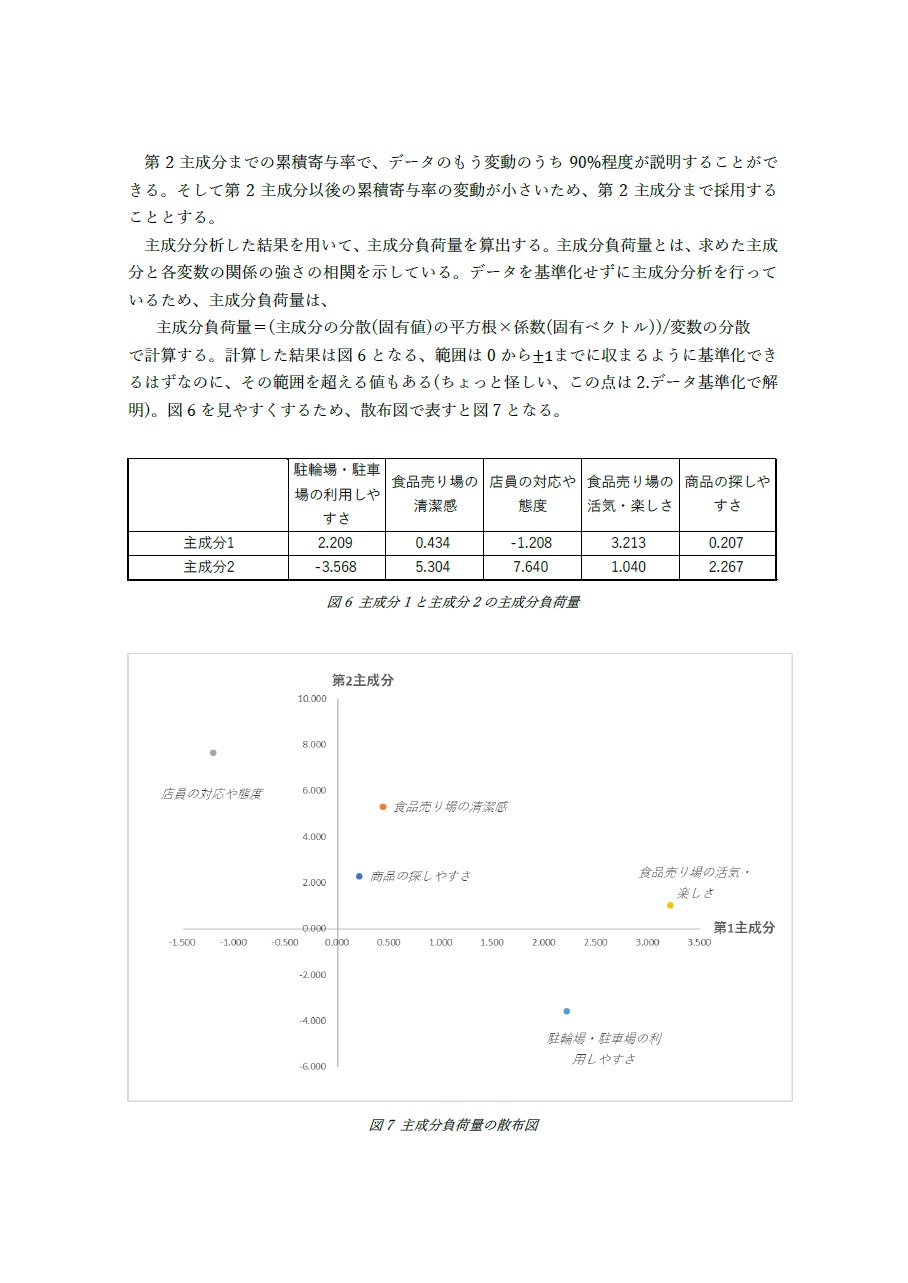 第 2 主成分までの累積寄与率で、データのもう変動のうち 90%程度が説明することがで
きる。そして第 2 主成分以後の累積寄与率の変動が小さいため、第 2 主成分まで採用する
こととする。
主成分分析した結果を用いて、主成分負荷量を算出する。主成分負荷量とは、求めた主成
分と各変数の関係の強さの相関を示している。データを基準化せずに主成分分析を行って
いるため、主成分負荷量は、
主成分負荷量＝(主成分の分散(固有値)の平方根×係数(固有ベクトル))/変数の分散
で計算する。計算した結果は図 6 となる、範囲は 0 から±1までに収まるように基準化でき
るはずなのに、その範囲を超える値もある(ちょっと怪しい、この点は 2.データ基準化で解
明)。図 6 を見やすくするため、散布図で表すと図 7 となる。
駐輪場・駐車
場の利用しや
すさ
食品売り場の
清潔感
店員の対応や
態度
食品売り場の
活気・楽しさ
商品の探しや
すさ
主成分1 2.209 0.434 -1.208 3.213 0.207
主成分2 -3.568 5.304 7.640 1.040 2.267
図 6 主成分 1 と主成分 2 の主成分負荷量
第2主成分
10.000
8.000
6.000
4.000
2.000
0.000
-2.000
-4.000
-6.000
-1.500 -1.000 -0.500 0.000 0.500 1.000 1.500 2.000 2.500 3.000 3.500
第1主成分
店員の対応や態度
食品売り場の清潔感
商品の探しやすさ
食品売り場の活気・
楽しさ
駐輪場・駐車場の利
用しやすさ
図 7 主成分負荷量の散布図